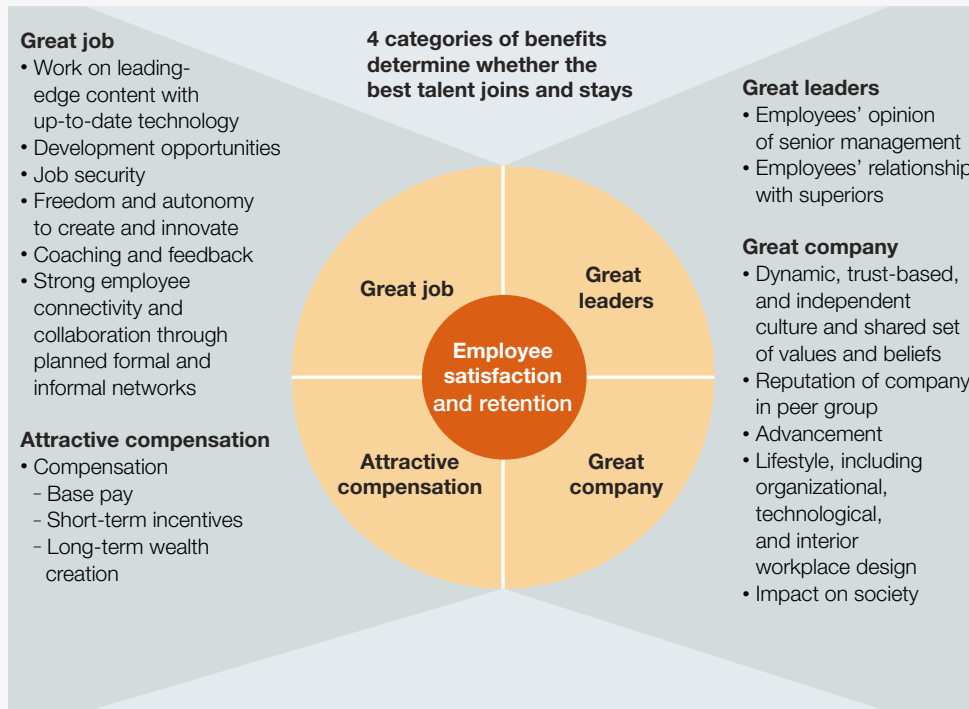 4 categories of benefits
determine whether the
best talent joins and stays
Great job
• Work on leading-
edge content with
up-to-date technology
• Development opportunities
• Job security
• Freedom and autonomy
to create and innovate
• Coaching and feedback
• Strong employee
connectivity and
collaboration through
planned formal and
informal networks
Attractive compensation
• Compensation
- Base pay
- Short-term incentives
- Long-term wealth
creation
Great job
Great
leaders
Employee
satisfaction
and retention
Attractive
compensation
Great
company
Great leaders
• Employees’ opinion
of senior management
• Employees’ relationship
with superiors
Great company
• Dynamic, trust-based,
and independent
culture and shared set
of values and beliefs
• Reputation of company
in peer group
• Advancement
• Lifestyle, including
organizational,
technological,
and interior
workplace design
• Impact on society